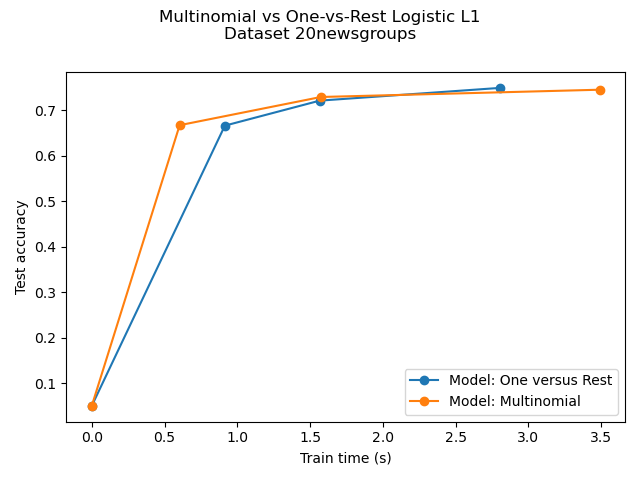 Multinomial vs One-vs-Rest Logistic L1
Dataset 20newsgroups
0.7
0.6
0.5
0.4
0.3
0.2
0.1
Test accuracy
Model: One versus Rest
Model: Multinomial
0.0 0.5 1.0 1.5 2.0 2.5 3.0 3.5
Train time (s)